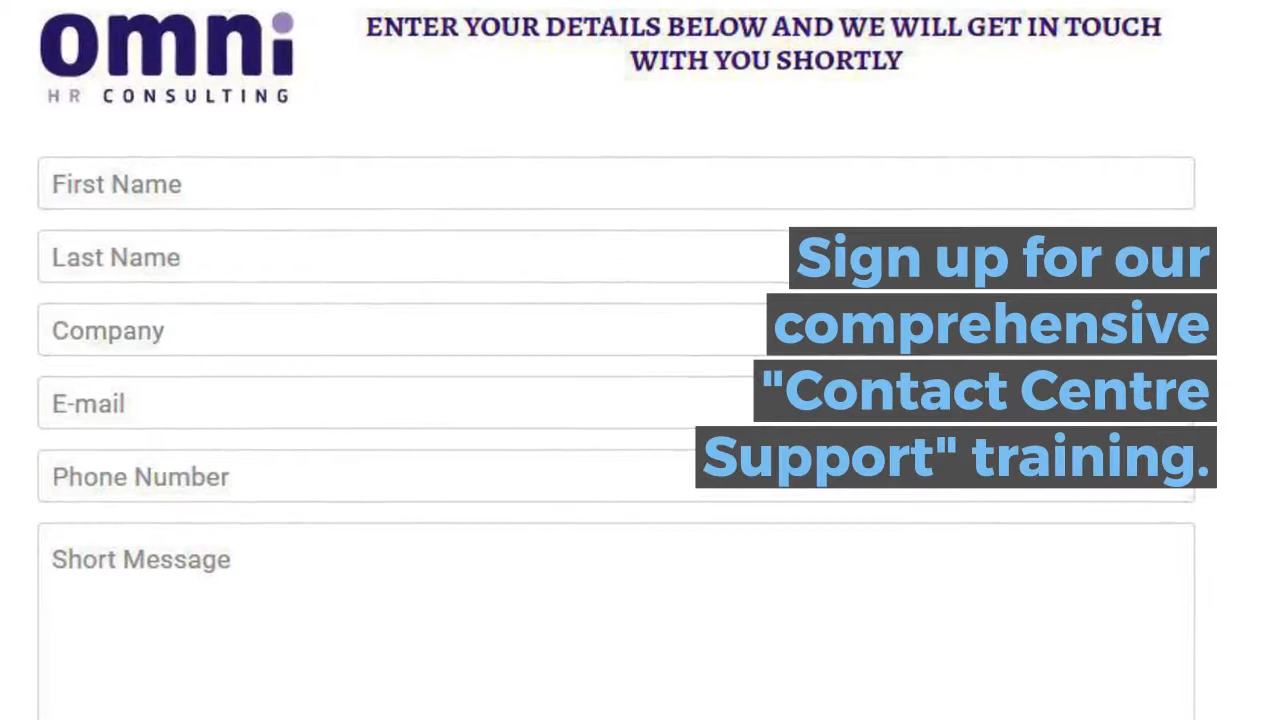 omni
HR CONSULTING
ENTER YOUR DETAILS BELOW AND WE WILL GET IN TOUCH
WITH YOU SHORTLY
First Name
Last Name
Company
E-mail
Phone Number
Short Message
Sign up for our
comprehensive
"Contact Centre
Support" training.